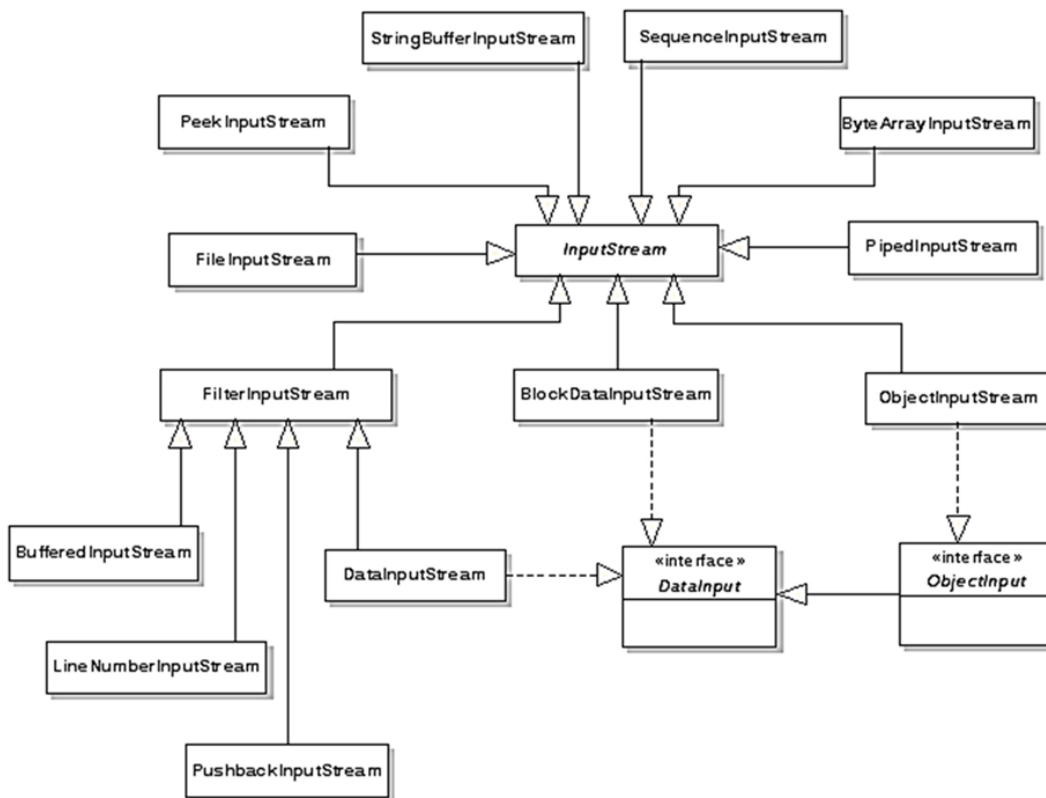 StringBufferInputStream
SequenceInputStream
PeekInputStream
ByteArrayInputStream
InputStream
FileInputStream
PipedInputStream
FilterInputStream
BlockDataInputStream
ObjectInputStream
BufferedInputStream
DataInputStream
«interface»
DataInput
«interface»
ObjectInput
LineNumberInputStream
PushbackInputStream